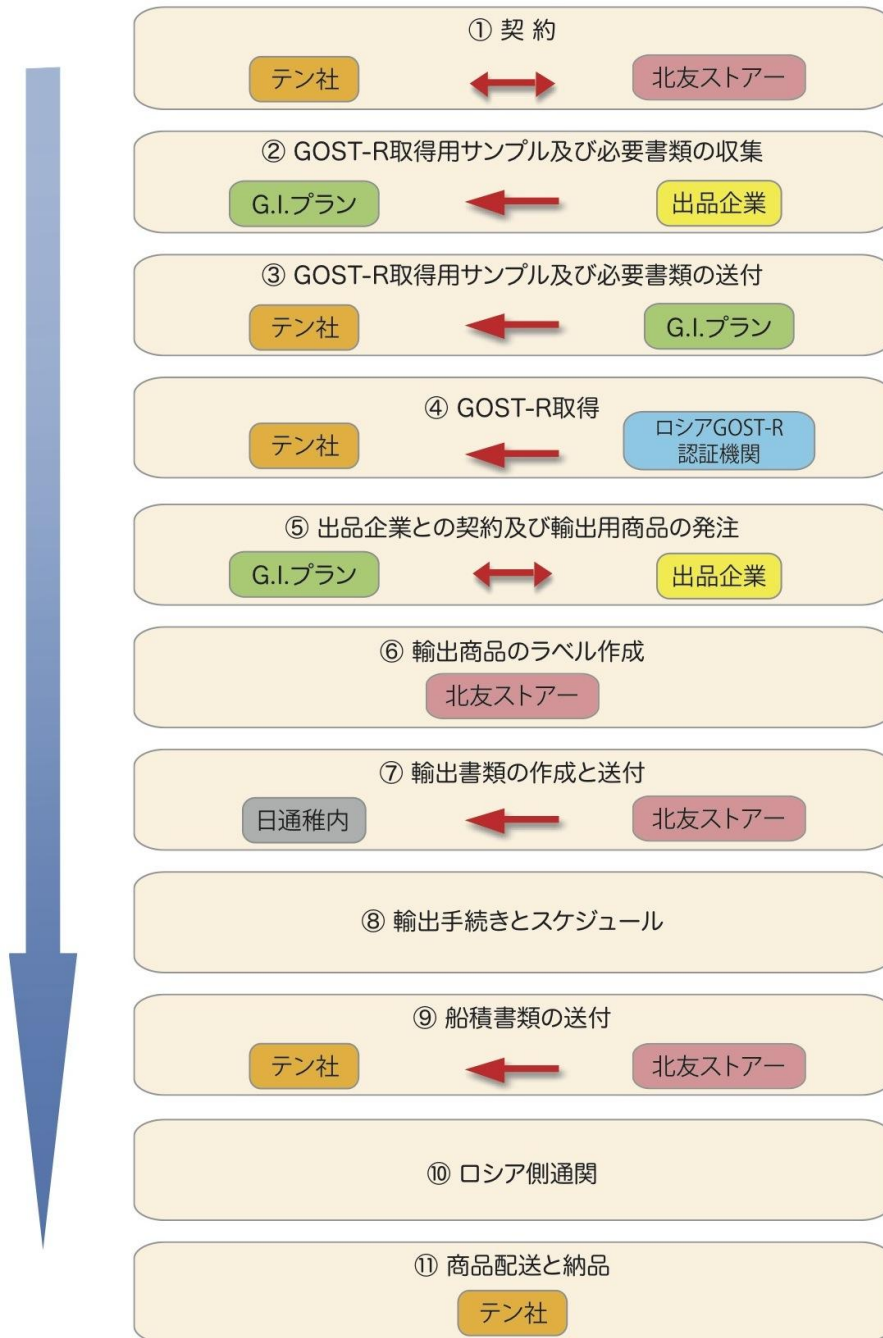 ① 契 約
テン社 北友ストアー
② GOST-R取得用サンプル及び必要書類の収集
G.I.プラン 出品企業
③ GOST-R取得用サンプル及び必要書類の送付
テン社 G.I.プラン
④ GOST-R取得
テン社 ロシアGOST-R
認証機関
⑤ 出品企業との契約及び輸出用商品の発注
G.I.プラン 出品企業
⑥ 輸出商品のラベル作成
北友ストアー
⑦ 輸出書類の作成と送付
日通稚内 北友ストアー
⑧ 輸出手続きとスケジュール
⑨ 船積書類の送付
テン社 北友ストアー
⑩ ロシア側通関
⑪ 商品配送と納品
テン社